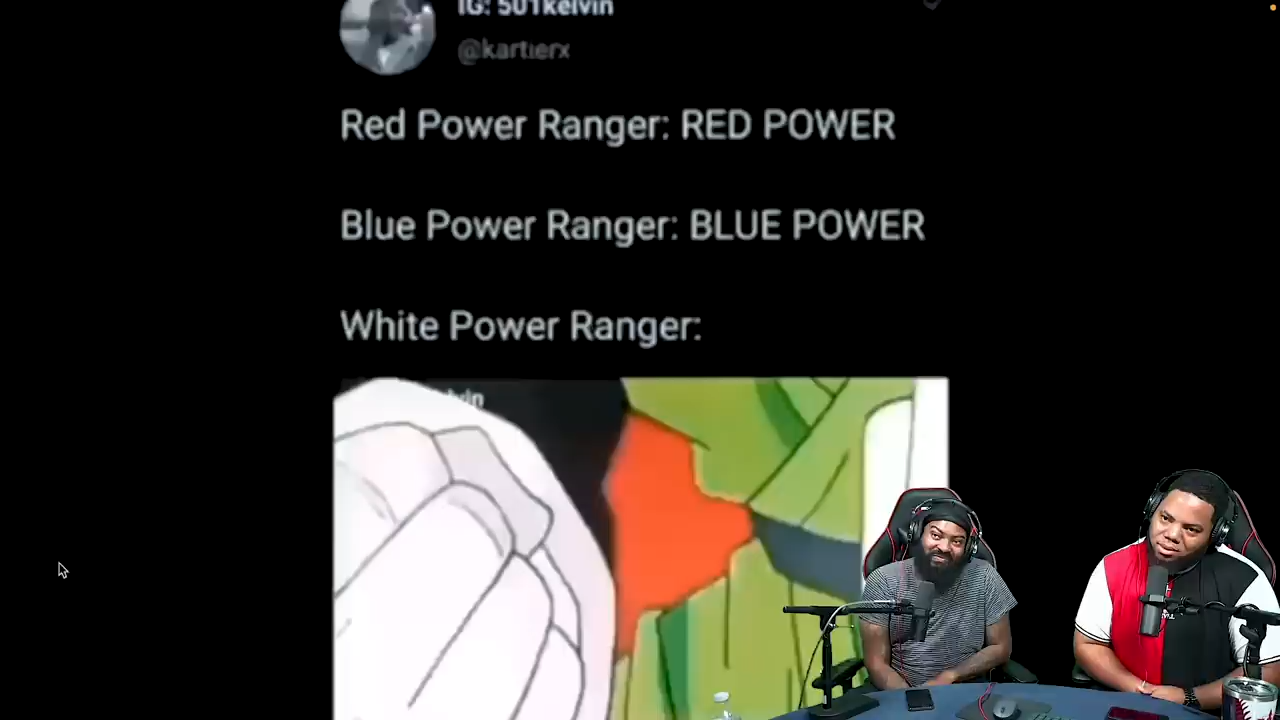 IG: 501kelvin
@kartierx
Red Power Ranger: RED POWER
Blue Power Ranger: BLUE POWER
White Power Ranger: